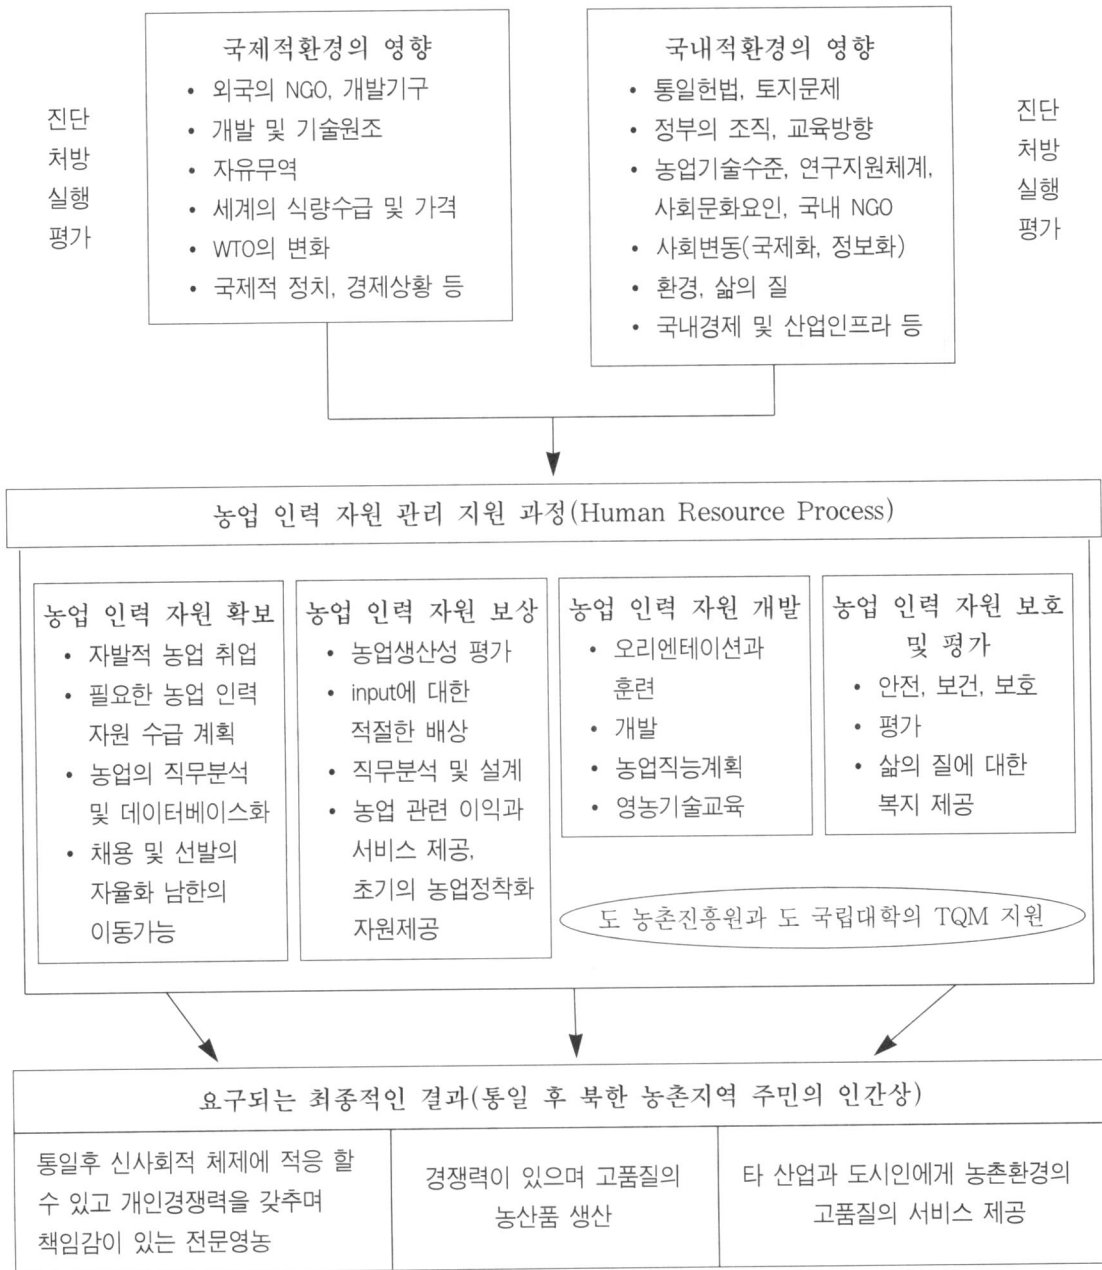 진단
처방
실행
평가
국제적환경의 영향
• 외국의 NGO, 개발기구
• 개발 및 기술원조
• 자유무역
• 세계의 식량수급 및 가격
• WTO의 변화
• 국제적 정치, 경제상황 등
국내적환경의 영향
• 통일헌법, 토지문제
• 정부의 조직, 교육방향
• 농업기술수준, 연구지원체계,
사회문화요인, 국내 NGO
• 사회변동(국제화, 정보화)
• 환경, 삶의 질
• 국내경제 및 산업인프라 등
진단
처방
실행
평가
농업 인력 자원 관리 지원 과정(Human Resource Process)
농업 인력 자원 확보
• 자발적 농업 취업
• 필요한 농업 인력
자원 수급 계획
• 농업의 직무분석
및 데이터베이스화
• 채용 및 선발의
자율화 남한의
이동가능
농업 인력 자원 보상
• 농업생산성 평가
• input에 대한
적절한 배상
• 직무분석 및 설계
• 농업 관련 이익과
서비스 제공,
초기의 농업정착화
자원제공
농업 인력 자원 개발
• 오리엔테이션과
훈련
• 개발
• 농업직능계획
• 영농기술교육
농업 인력 자원 보호
및 평가
• 안전, 보건, 보호
• 평가
• 삶의 질에 대한
복지 제공
도 농촌진흥원과 도 국립대학의 TQM 지원
요구되는 최종적인 결과(통일 후 북한 농촌지역 주민의 인간상)
통일후 신사회적 체제에 적응 할
수 있고 개인경쟁력을 갖추며
책임감이 있는 전문영농
경쟁력이 있으며 고품질의
농산품 생산
타 산업과 도시인에게 농촌환경의
고품질의 서비스 제공